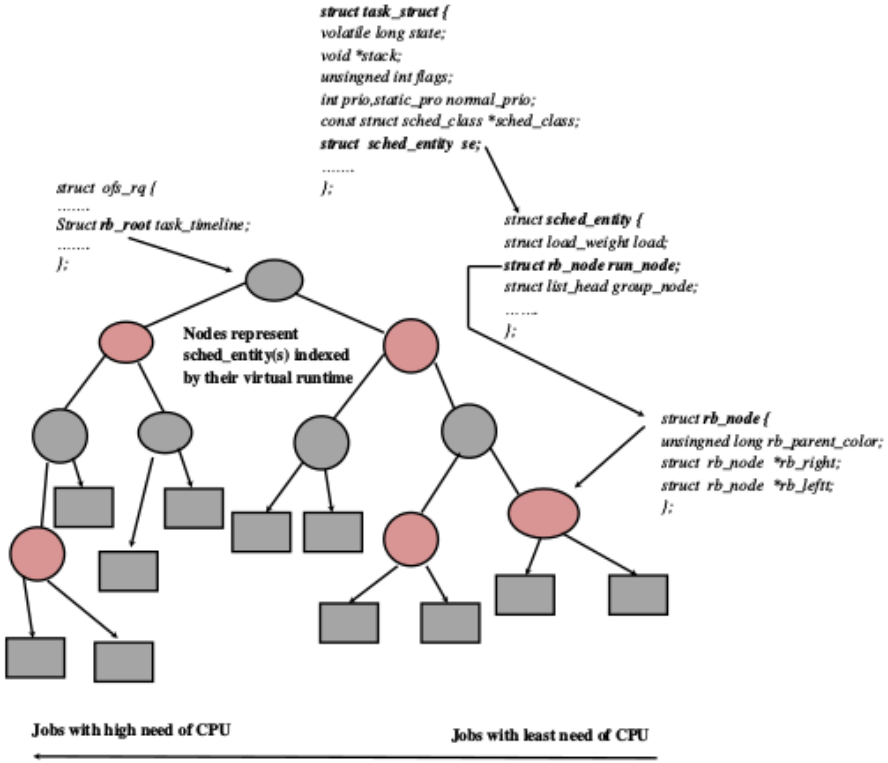 struct task_struct {
volatile long state;
void *stack;
unsingned int flags;
int prio,static_pro normal_prio;
const struct sched_class *sched_class;
struct sched_entity se;
.......
};
struct ofs_rq {
.......
Struct rb_root task_timeline;
.......
};
struct sched_entity {
struct load_weight load;
struct rb_node run_node;
struct list_head group_node;
.......
};
Nodes represent
sched_entity(s) indexed
by their virtual runtime
struct rb_node {
unsingned long rb_parent_color;
struct rb_node *rb_right;
struct rb_node *rb_leftt;
};
Jobs with high need of CPU
Jobs with least need of CPU